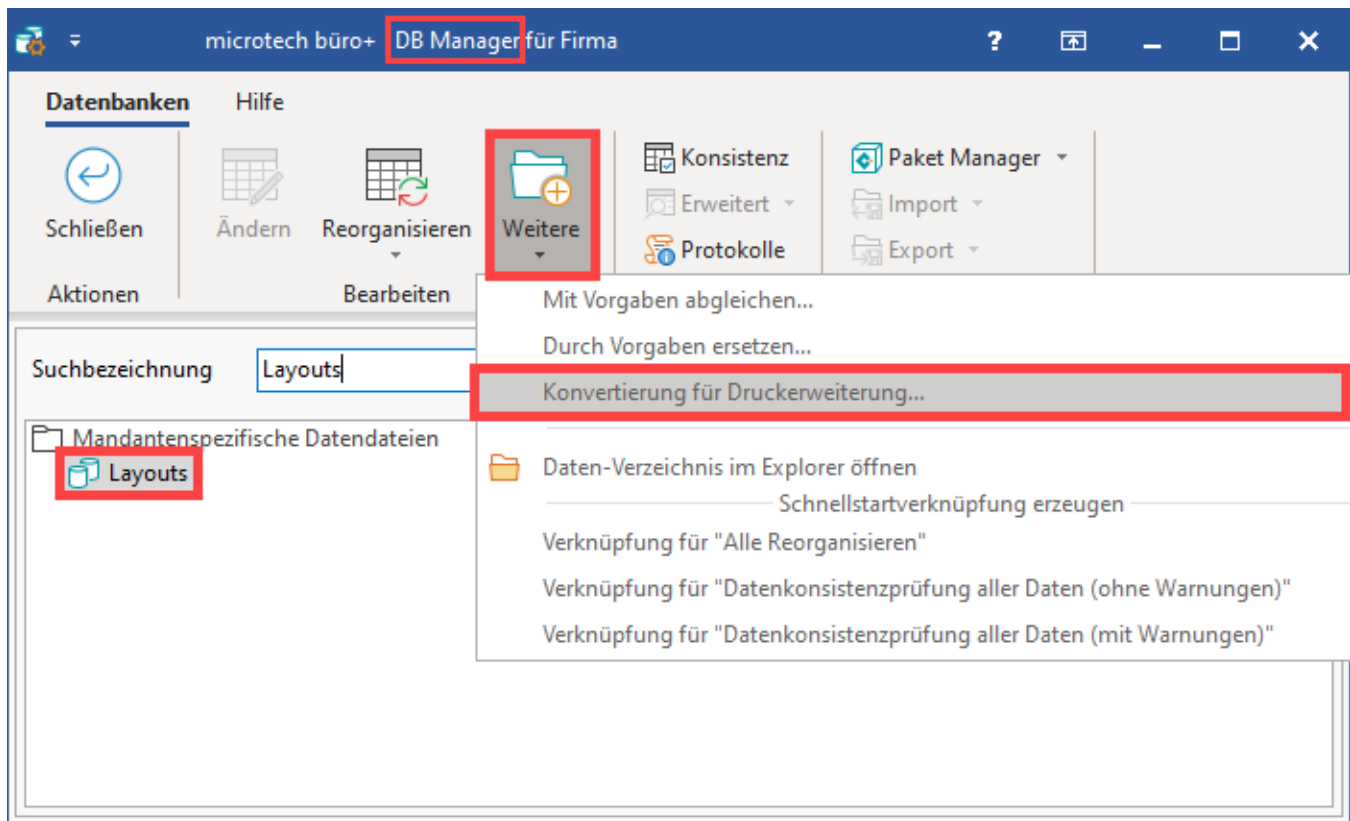 microtech büro+ DB Manager für Firma ?
Datenbanken Hilfe
Schließen
Ändern
Reorganisieren
Weitere
Konsistenz
Erweitert
Protokolle
Paket Manager
Import
Export
Aktionen
Bearbeiten
Mit Vorgaben abgleichen...
Durch Vorgaben ersetzen...
Konvertierung für Druckerweiterung...
Daten-Verzeichnis im Explorer öffnen
Schnellstartverknüpfung erzeugen
Verknüpfung für "Alle Reorganisieren"
Verknüpfung für "Datenkonsistenzprüfung aller Daten (ohne Warnungen)"
Verknüpfung für "Datenkonsistenzprüfung aller Daten (mit Warnungen)"
Suchbezeichnung Layouts
Mandantenspezifische Datendateien
Layouts